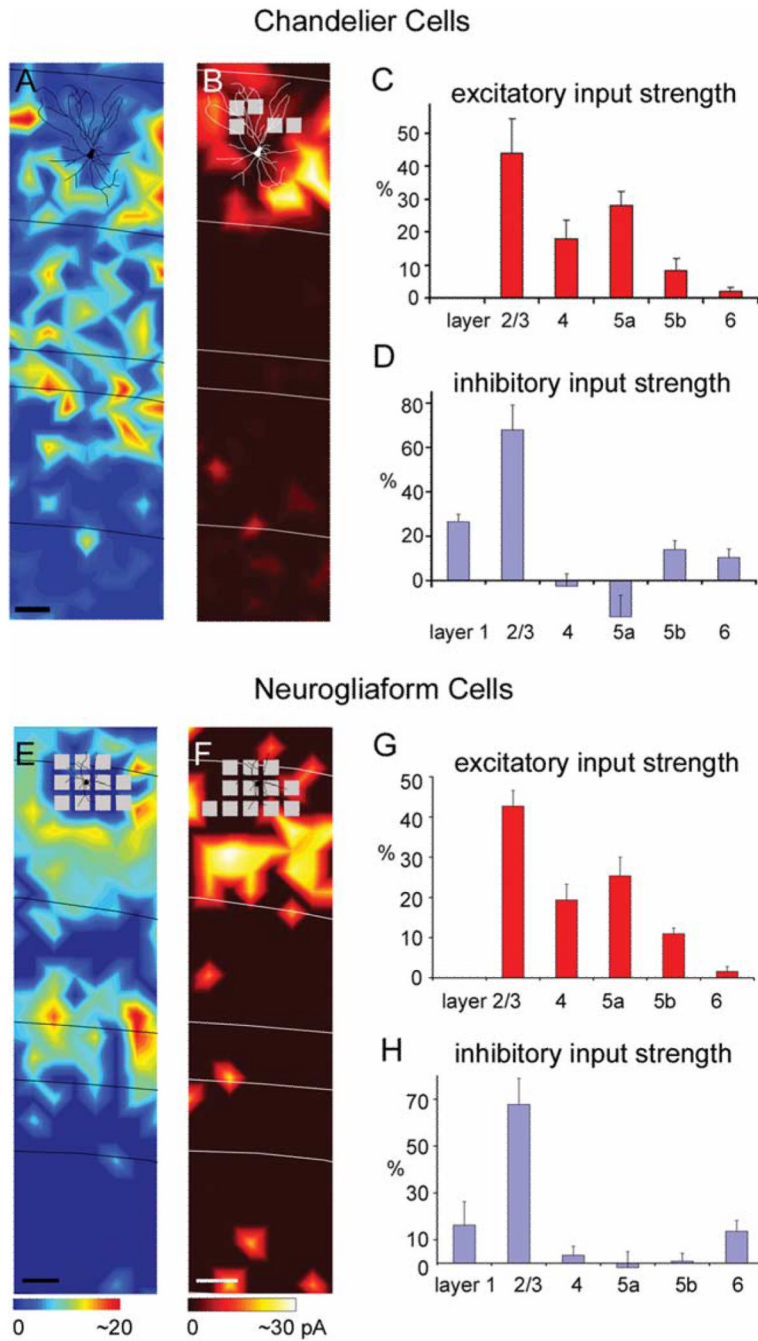 Chandelier Cells
A
B
C
excitatory input strength
%
50
40
30
20
10
0
layer 2/3 4 5a 5b 6
D
inhibitory input strength
%
80
60
40
20
0
layer 1 2/3 4 5a 5b 6
Neurogliaform Cells
E
F
G
excitatory input strength
%
50
40
30
20
10
0
layer 2/3 4 5a 5b 6
H
inhibitory input strength
%
70
50
30
10
layer 1 2/3 4 5a 5b 6
0 ~20
0 ~30 pA